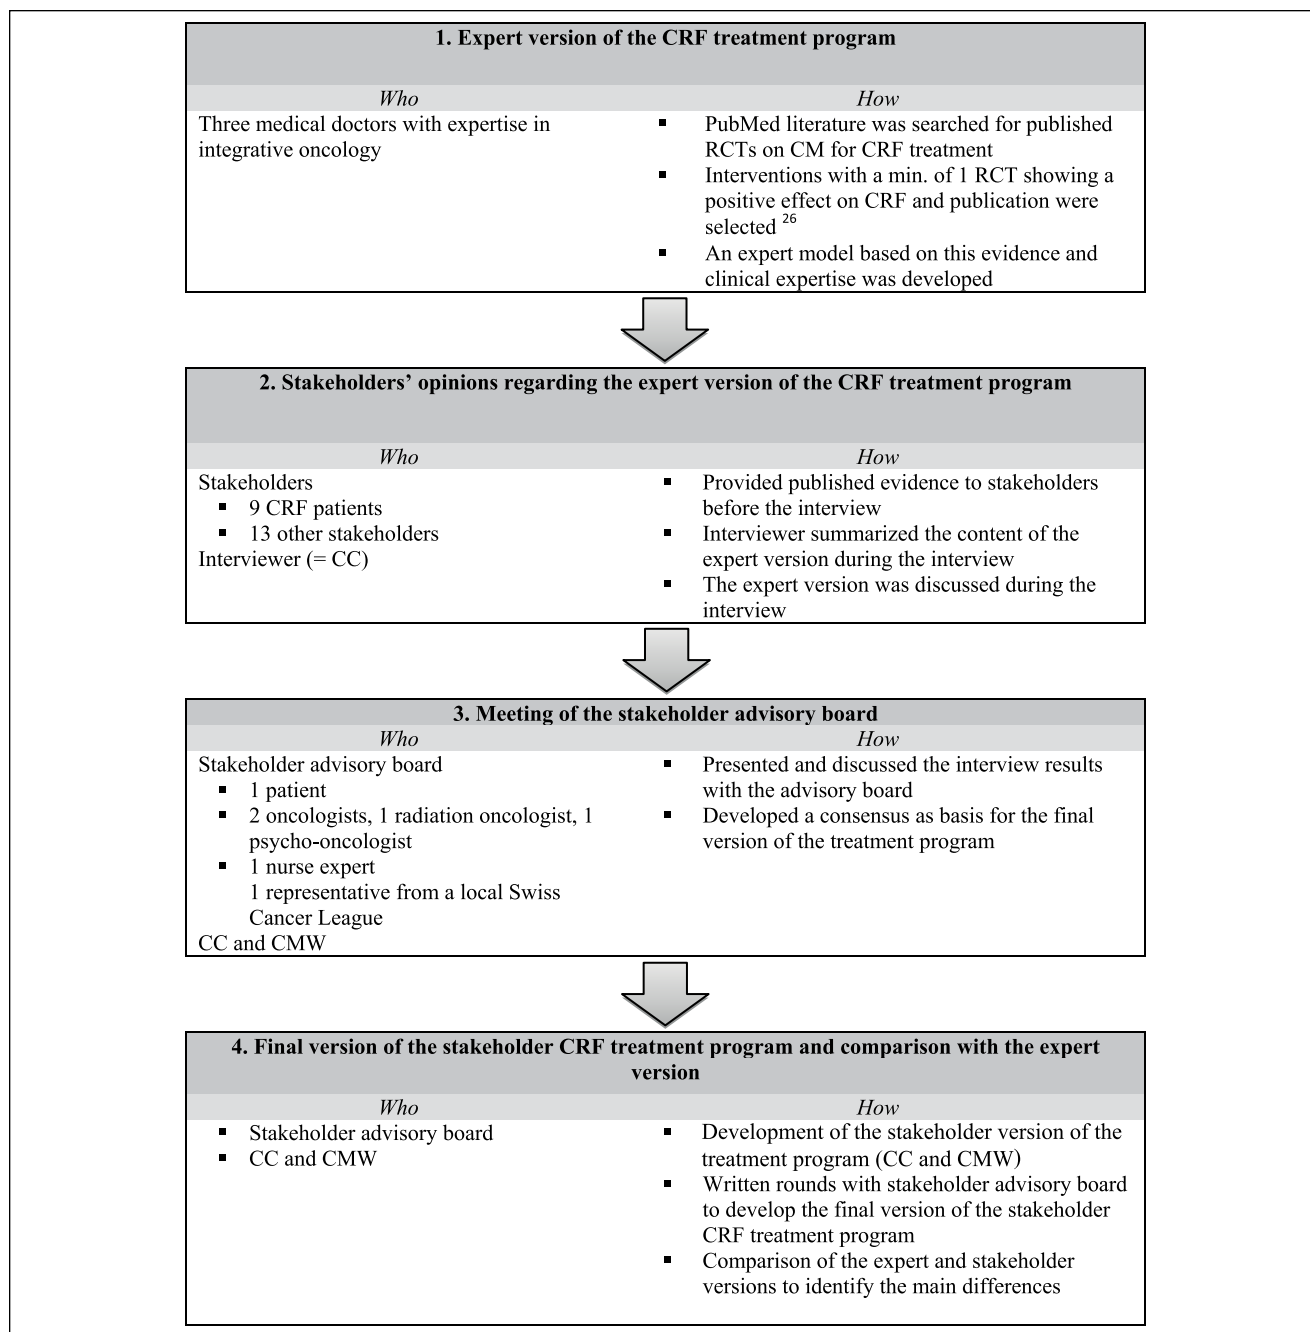 1. Expert version of the CRF treatment program
Who
How
Three medical doctors with expertise in
integrative oncology
▪ PubMed literature was searched for published
RCTs on CM for CRF treatment
▪ Interventions with a min. of 1 RCT showing a
positive effect on CRF and publication were
selected 26
▪ An expert model based on this evidence and
clinical expertise was developed
2. Stakeholders’ opinions regarding the expert version of the CRF treatment program
Who
How
Stakeholders
▪ 9 CRF patients
▪ 13 other stakeholders
Interviewer (= CC)
▪ Provided published evidence to stakeholders
before the interview
▪ Interviewer summarized the content of the
expert version during the interview
▪ The expert version was discussed during the
interview
3. Meeting of the stakeholder advisory board
Who
How
Stakeholder advisory board
▪ 1 patient
▪ 2 oncologists, 1 radiation oncologist, 1
psycho-oncologist
▪ 1 nurse expert
1 representative from a local Swiss
Cancer League
CC and CMW
▪ Presented and discussed the interview results
with the advisory board
▪ Developed a consensus as basis for the final
version of the treatment program
4. Final version of the stakeholder CRF treatment program and comparison with the expert
version
Who
How
▪ Stakeholder advisory board
▪ CC and CMW
▪ Development of the stakeholder version of the
treatment program (CC and CMW)
▪ Written rounds with stakeholder advisory board
to develop the final version of the stakeholder
CRF treatment program
▪ Comparison of the expert and stakeholder
versions to identify the main differences